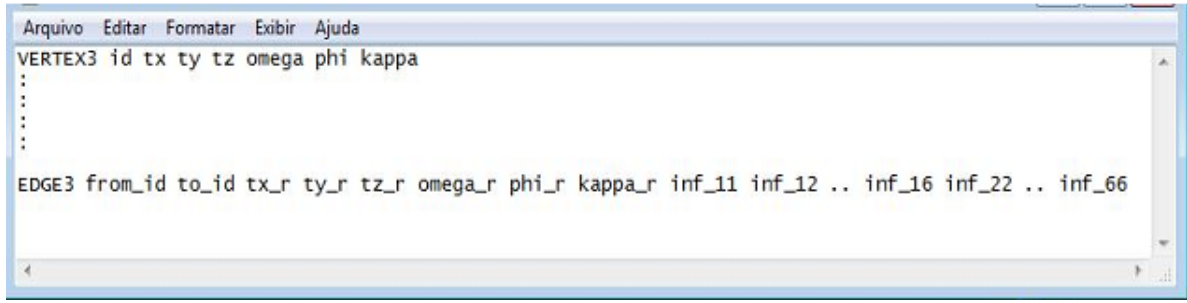 Arquivo Editar Formatar Exibir Ajuda
VERTEX3 id tx ty tz omega phi kappa
:
:
:
:
EDGE3 from_id to_id tx_r ty_r tz_r omega_r phi_r kappa_r inf_11 inf_12 .. inf_16 inf_22 .. inf_66